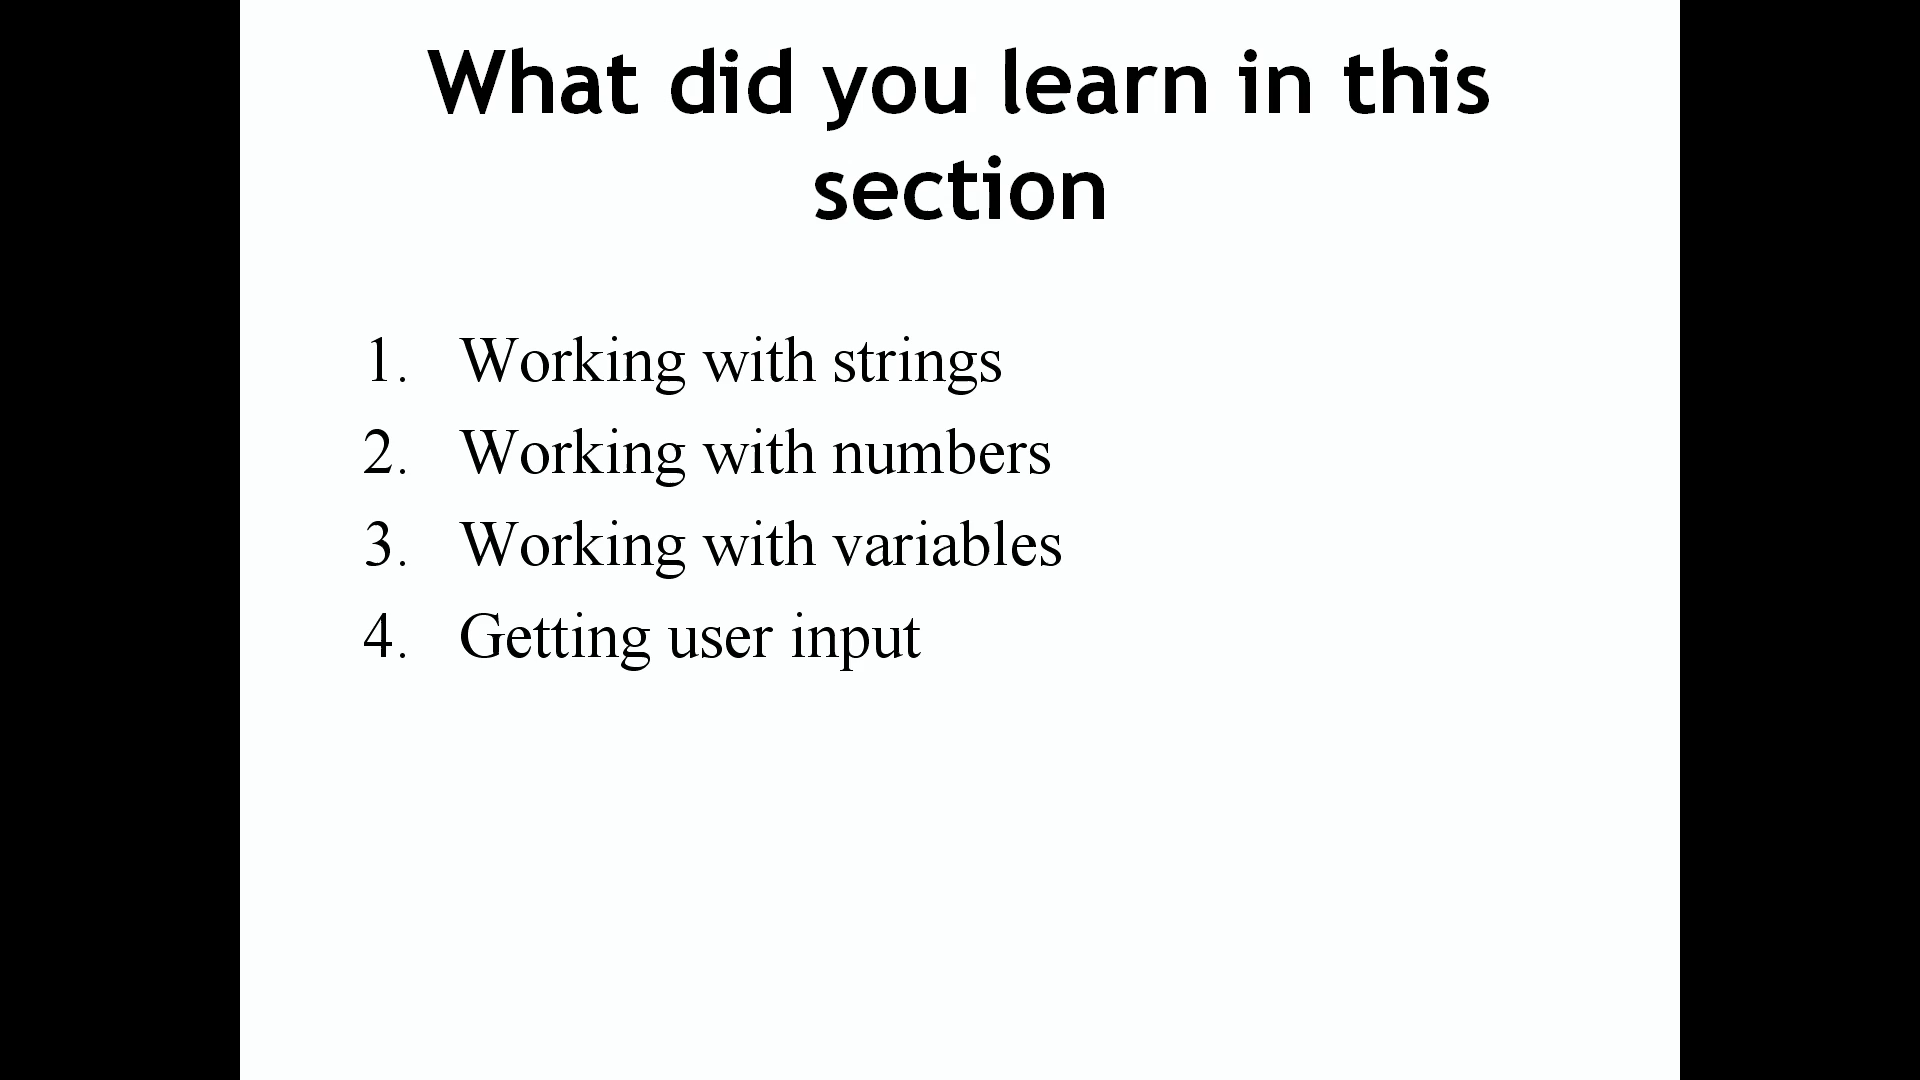 What did you learn in this
section
1. Working with strings
2. Working with numbers
3. Working with variables
4. Getting user input